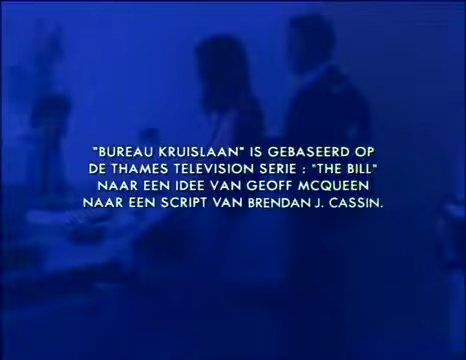 "BUREAU KRUISLAAN" IS GEBASEERD OP
DE THAMES TELEVISION SERIE : "THE BILL"
NAAR EEN IDEE VAN GEOFF MCQUEEN
NAAR EEN SCRIPT VAN BRENDAN J. CASSIN.